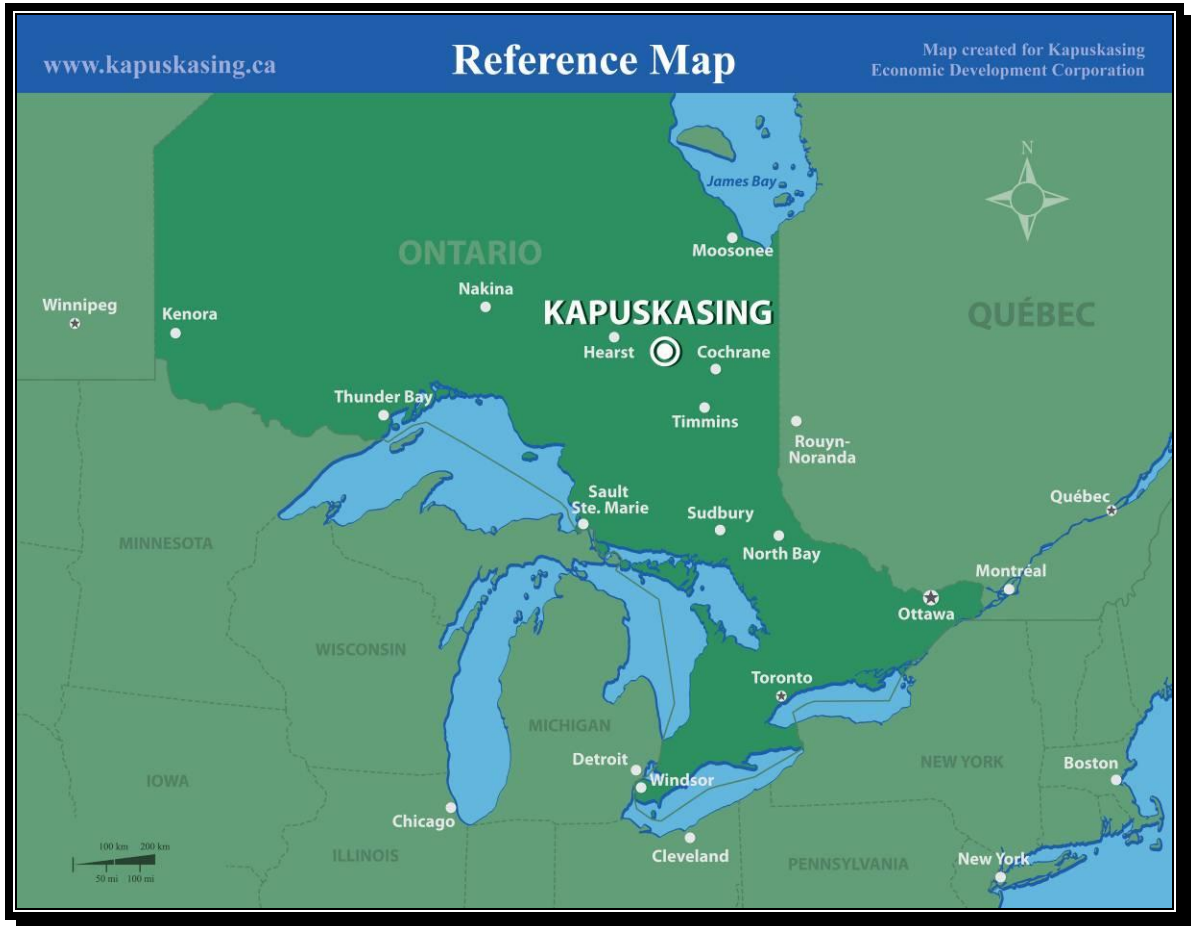 www.kapuskasing.ca
Reference Map
Map created for Kapuskasing
Economic Development Corporation
N
James Bay
Moosonee
ONTARIO
Nakina
Winnipeg
Kenora
KAPUSKASING
QUÉBEC
Hearst
Cochrane
Thunder Bay
Timmins
Rouyn-
Noranda
Sault
Ste. Marie
Sudbury
Québec
North Bay
MINNESOTA
Montréal
Ottawa
WISCONSIN
Toronto
MICHIGAN
Detroit
Windsor
NEW YORK
Boston
IOWA
Chicago
100 km 200 km
50 mi 100 mi
ILLINOIS
Cleveland
PENNSYLVANIA
New York